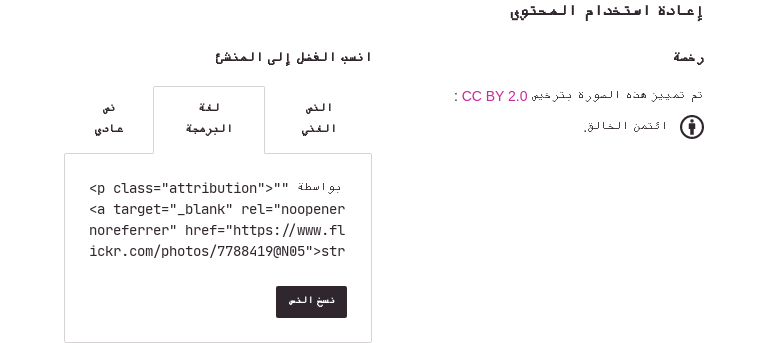 إعادة استخدام المحتوى
رخصة
تم تمييز هذه الصورة بترخيص CC BY 2.0 :
ائتمن الخالق.
انسب الفضل إلى المنشئ
النص الغني
لغة البرمجة
نص عادي
<p class="attribution">"" بواسطة
<a target="_blank" rel="noopener
noreferrer" href="https://www.fl
ickr.com/photos/7788419@N05">str
نسخ النص